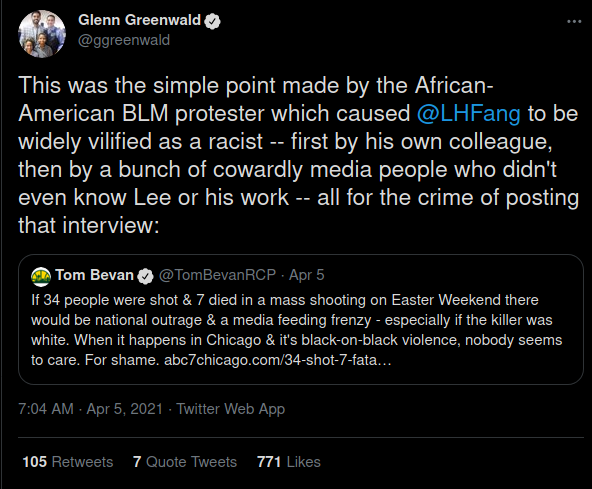 Glenn Greenwald
@ggreenwald
This was the simple point made by the African-
American BLM protester which caused @LHFang to be
widely vilified as a racist -- first by his own colleague,
then by a bunch of cowardly media people who didn't
even know Lee or his work -- all for the crime of posting
that interview:
Tom Bevan @TomBevanRCP · Apr 5
If 34 people were shot & 7 died in a mass shooting on Easter Weekend there
would be national outrage & a media feeding frenzy - especially if the killer was
white. When it happens in Chicago & it's black-on-black violence, nobody seems
to care. For shame. abc7chicago.com/34-shot-7-fata…
7:04 AM · Apr 5, 2021 · Twitter Web App
105 Retweets 7 Quote Tweets 771 Likes